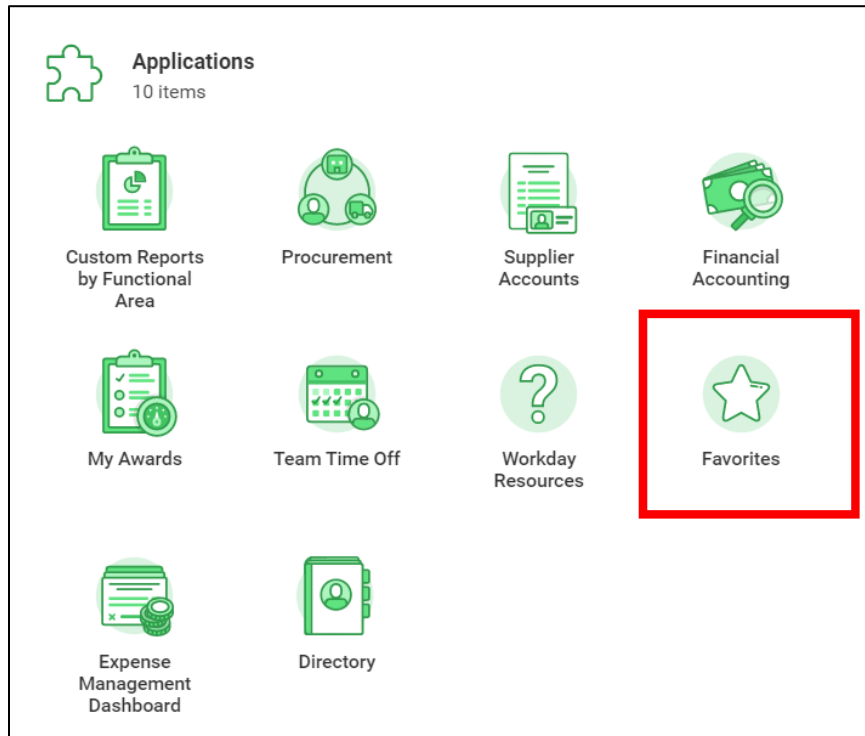 Applications
10 items
Custom Reports
by Functional
Area
Procurement
Supplier
Accounts
Financial
Accounting
My Awards
Team Time Off
Workday
Resources
Favorites
Expense
Management
Dashboard
Directory